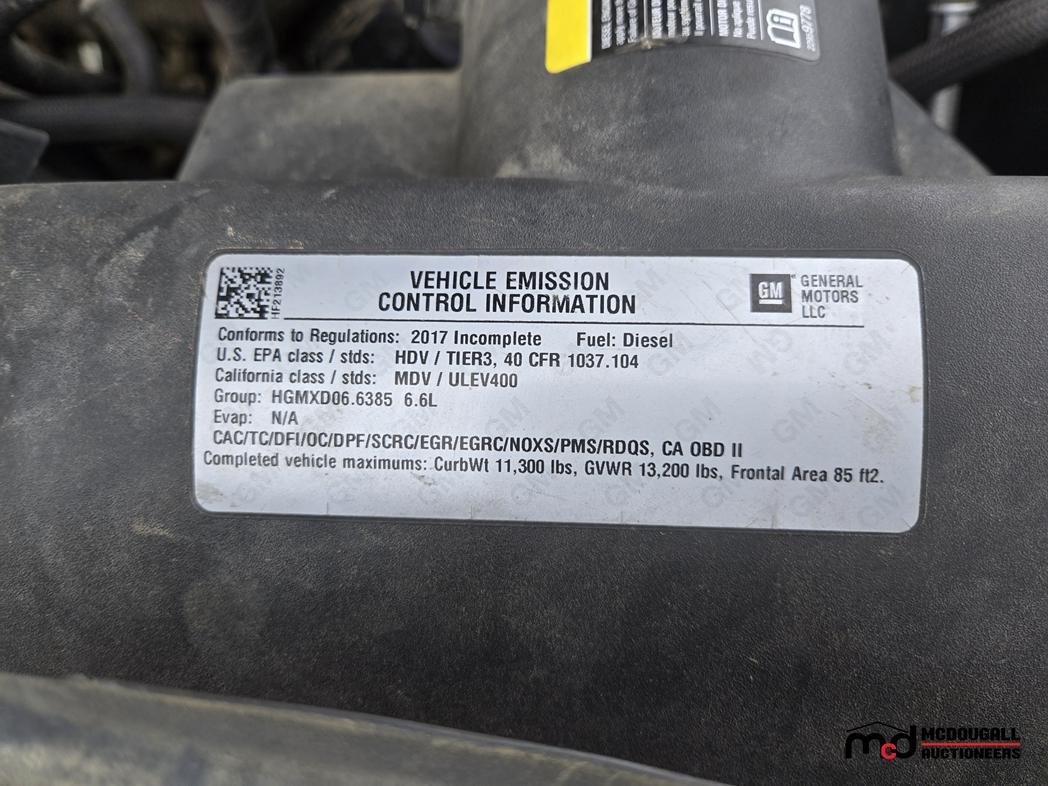 22989778
HF213892
VEHICLE EMISSION
CONTROL INFORMATION
GM
GENERAL
MOTORS
LLC
Conforms to Regulations: 2017 Incomplete Fuel: Diesel
U.S. EPA class / stds: HDV / TIER3, 40 CFR 1037.104
California class / stds: MDV / ULEV400
Group: HGMXD06.6385 6.6L
Evap: N/A
CAC/TC/DFI/OC/DPF/SCRC/EGR/EGRC/NOXS/PMS/RDQS, CA OBD II
Completed vehicle maximums: CurbWt 11,300 lbs, GVWR 13,200 lbs, Frontal Area 85 ft2.
mcd MCDOUGALL
AUCTIONEERS